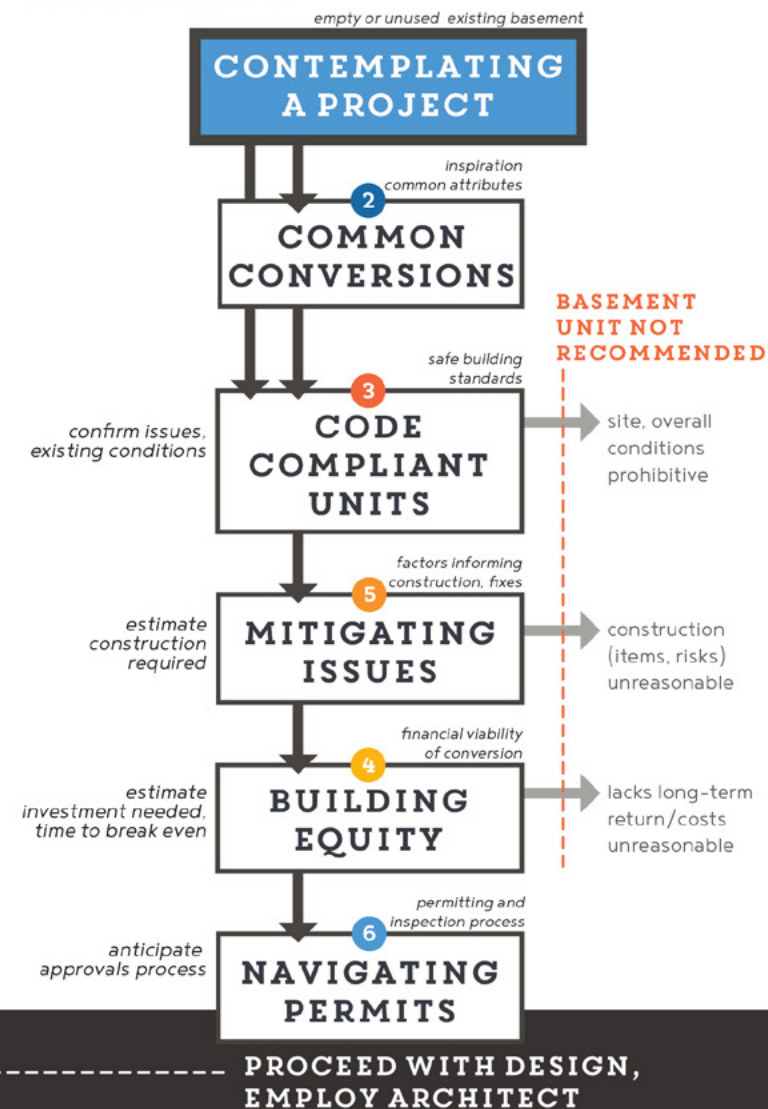 empty or unused existing basement
CONTEMPLATING
A PROJECT
inspiration
common attributes
2
COMMON
CONVERSIONS
BASEMENT
UNIT NOT
RECOMMENDED
safe building
standards
3
CODE
COMPLIANT
UNITS
confirm issues,
existing conditions
site, overall
conditions
prohibitive
factors informing
construction, fixes
5
MITIGATING
ISSUES
estimate
construction
required
construction
(items, risks)
unreasonable
financial viability
of conversion
4
BUILDING
EQUITY
estimate
investment needed,
time to break even
lacks long-term
return/costs
unreasonable
permitting and
inspection process
6
NAVIGATING
PERMITS
anticipate
approvals process
PROCEED WITH DESIGN,
EMPLOY ARCHITECT